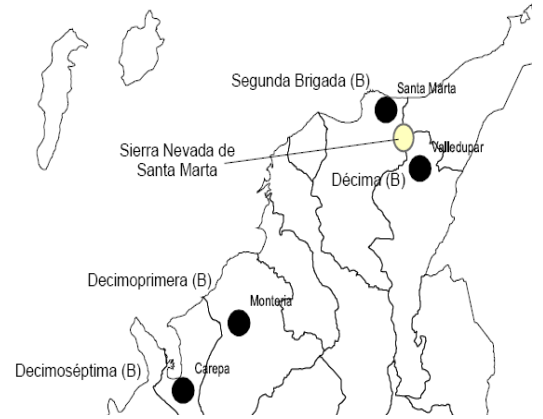 Segunda Brigada (B)
Santa Marta
Sierra Nevada de
Santa Marta
Valledupar
Décima (B)
Decimoprimera (B)
Montería
Decimoséptima (B)
Carepa